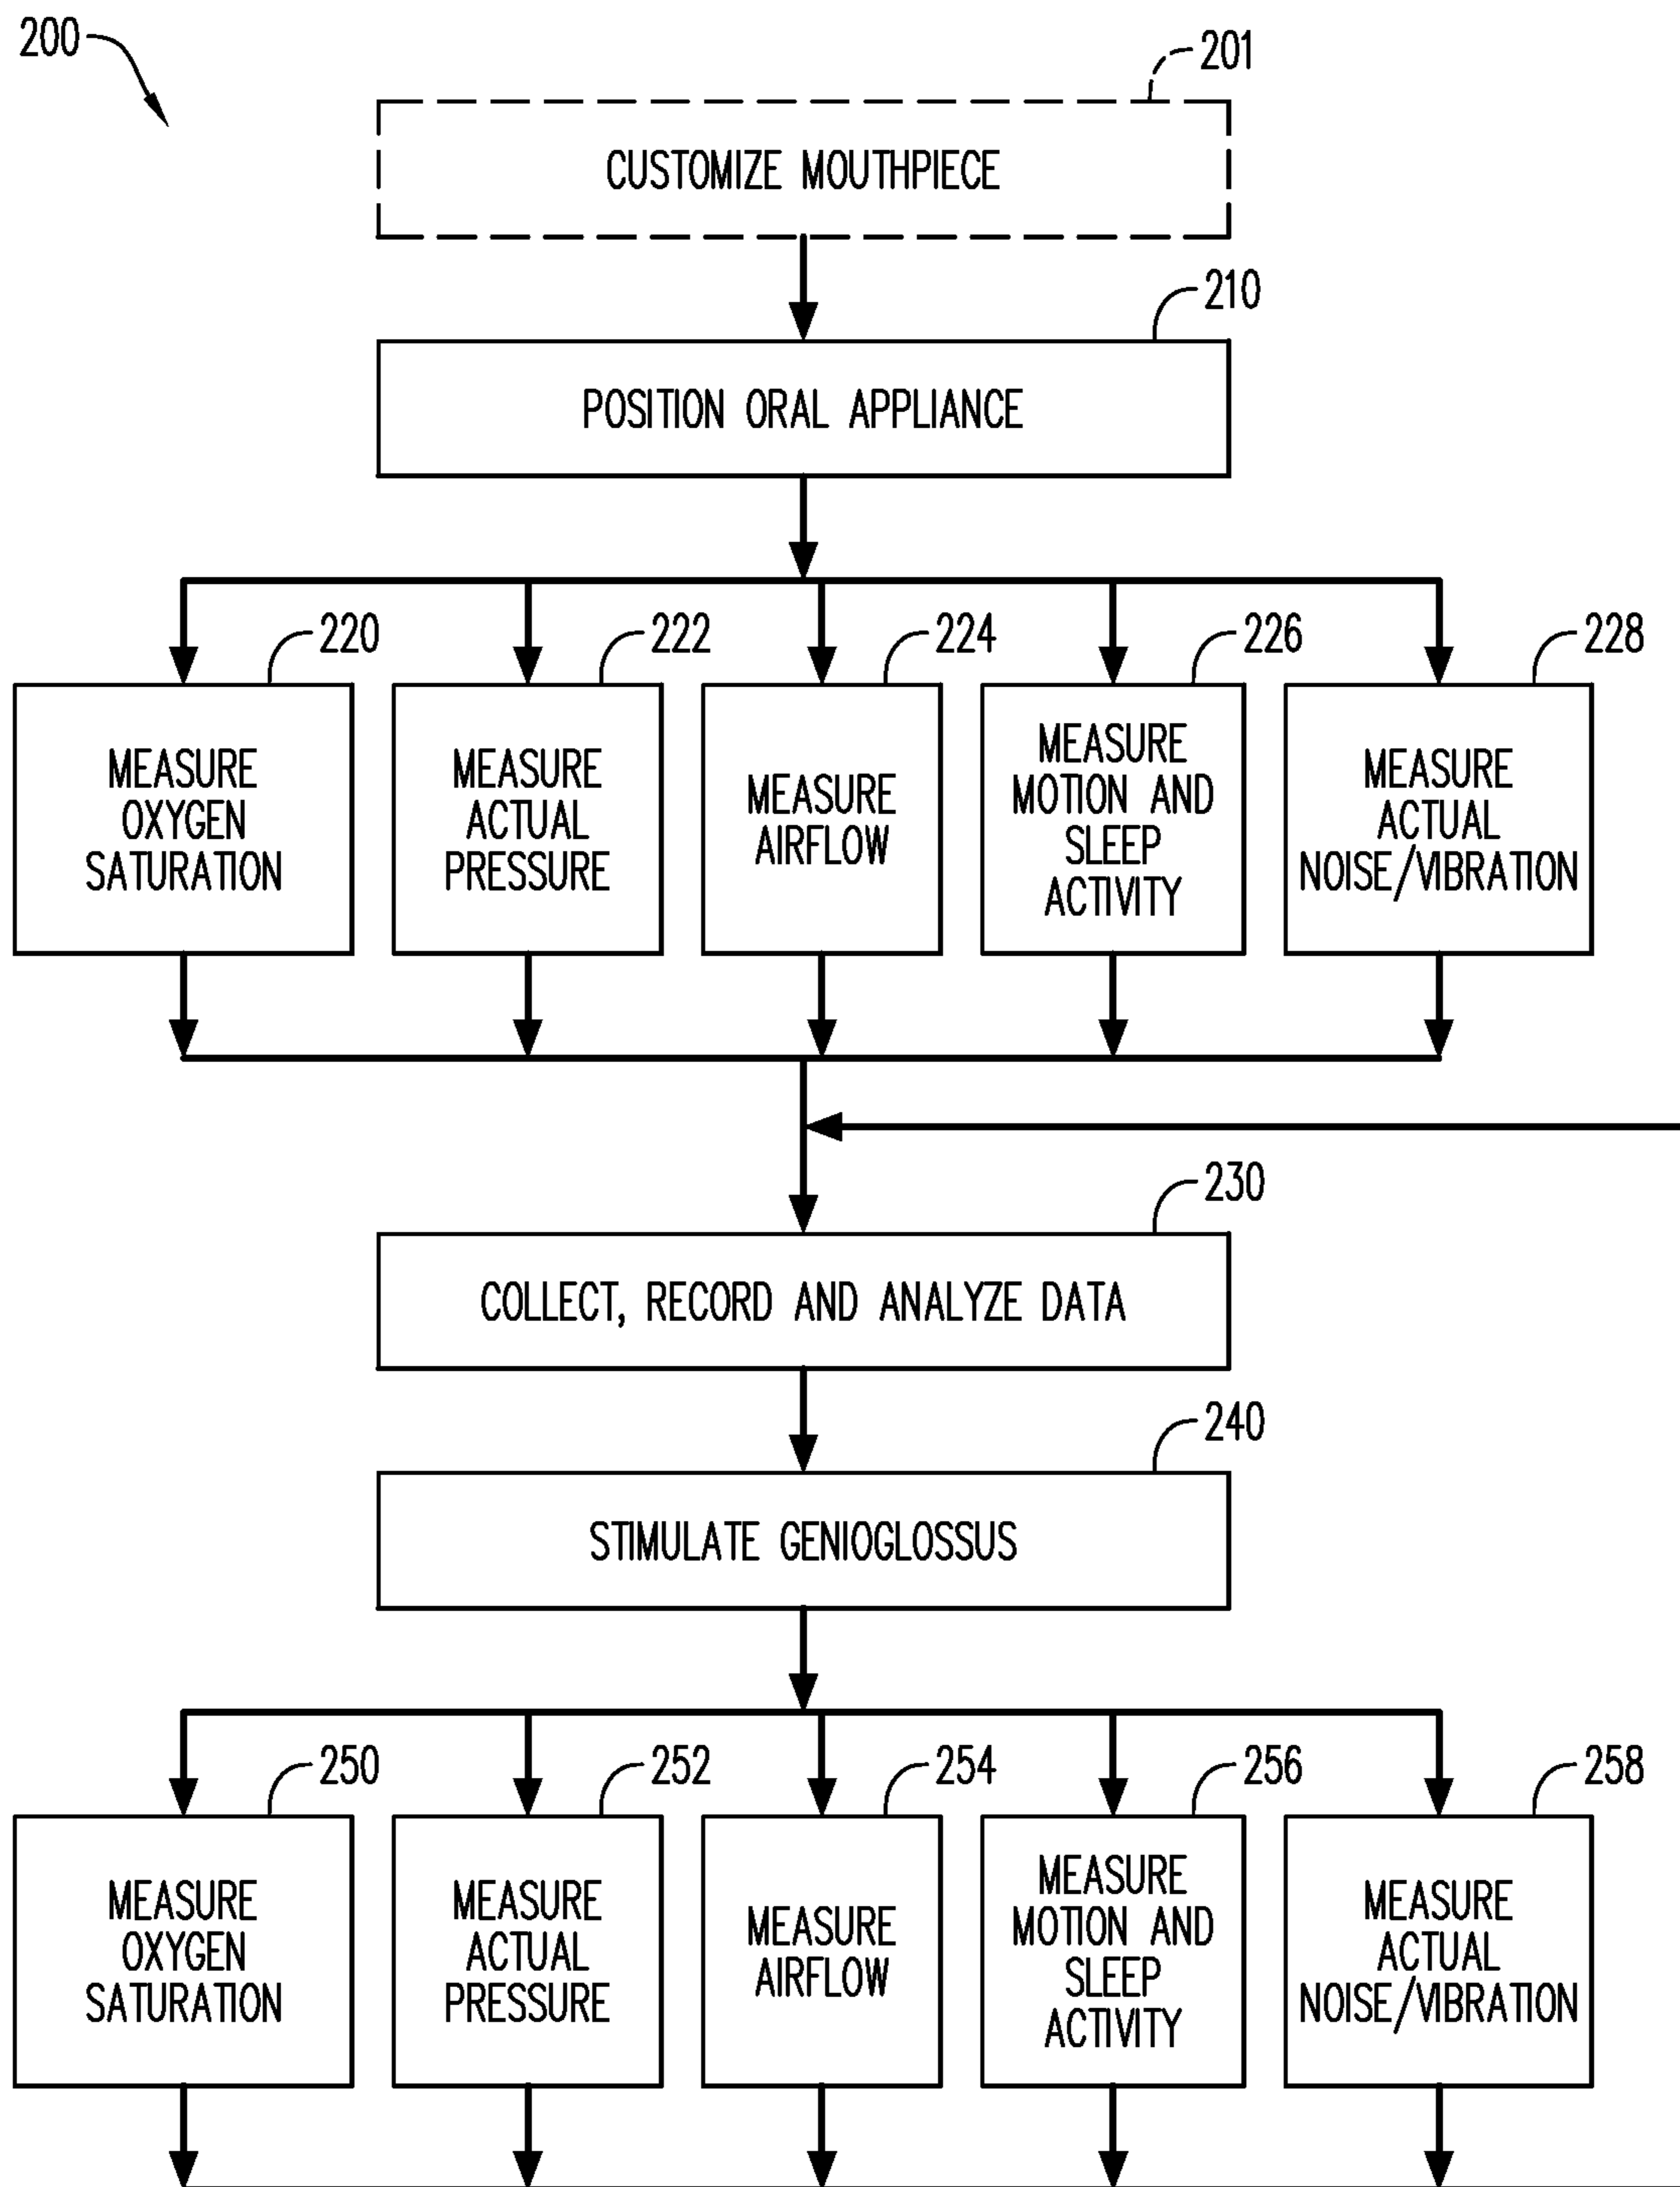 200
201
CUSTOMIZE MOUTHPIECE
210
POSITION ORAL APPLIANCE
220
MEASURE
OXYGEN
SATURATION
222
MEASURE
ACTUAL
PRESSURE
224
MEASURE
AIRFLOW
226
MEASURE
MOTION AND
SLEEP
ACTIVITY
228
MEASURE
ACTUAL
NOISE/VIBRATION
230
COLLECT, RECORD AND ANALYZE DATA
240
STIMULATE GENIOGLOSSUS
250
MEASURE
OXYGEN
SATURATION
252
MEASURE
ACTUAL
PRESSURE
254
MEASURE
AIRFLOW
256
MEASURE
MOTION AND
SLEEP
ACTIVITY
258
MEASURE
ACTUAL
NOISE/VIBRATION